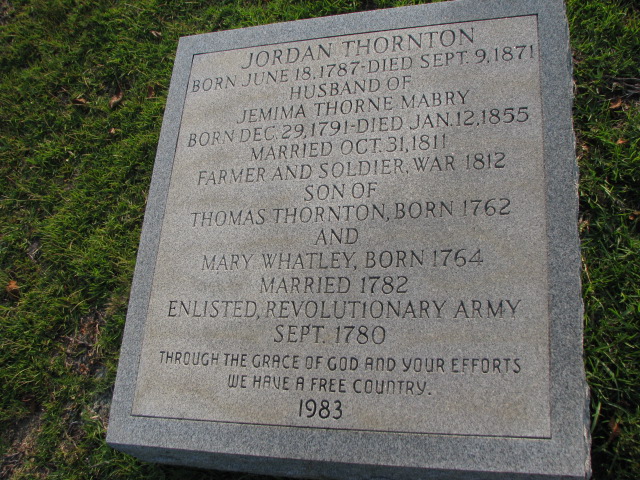 JORDAN THORNTON
BORN JUNE 18, 1787-DIED SEPT. 9, 1871
HUSBAND OF
JEMIMA THORNE MABRY
BORN DEC. 29, 1791-DIED JAN. 12, 1855
MARRIED OCT. 31, 1811
FARMER AND SOLDIER, WAR 1812
SON OF
THOMAS THORNTON, BORN 1762
AND
MARY WHATLEY, BORN 1764
MARRIED 1782
ENLISTED, REVOLUTIONARY ARMY
SEPT. 1780
THROUGH THE GRACE OF GOD AND YOUR EFFORTS
WE HAVE A FREE COUNTRY.
1983